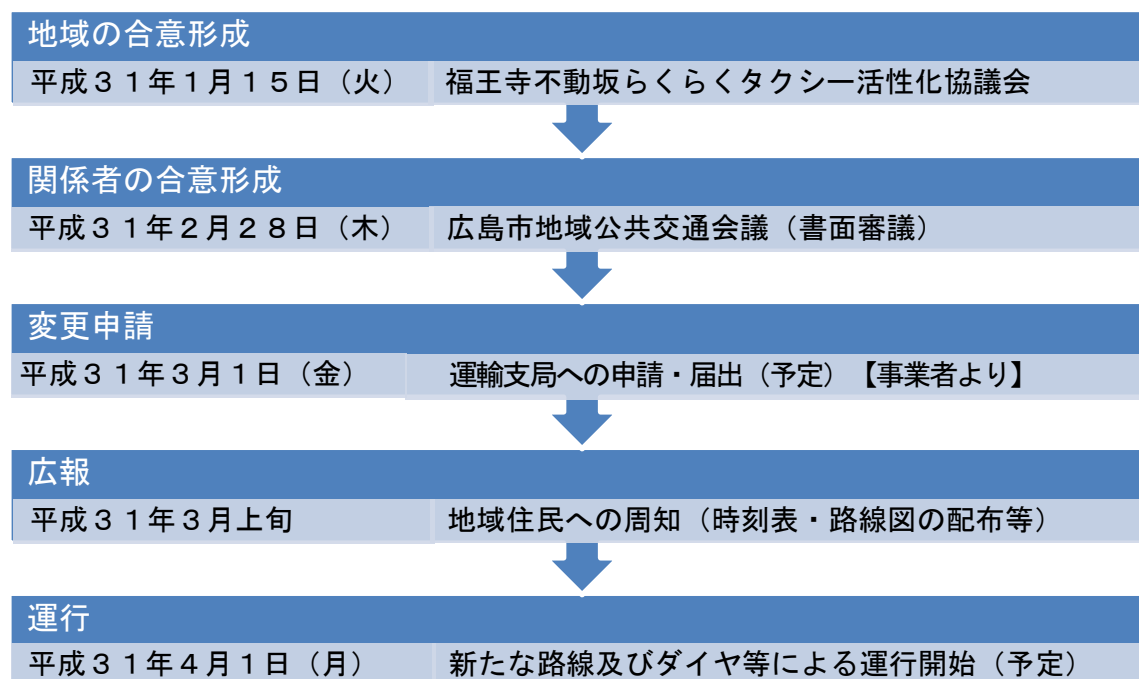 地域の合意形成
平成３１年１月１５日（火） 福王寺不動坂らくらくタクシー活性化協議会
関係者の合意形成
平成３１年２月２８日（木） 広島市地域公共交通会議（書面審議）
変更申請
平成３１年３月１日（金） 運輸支局への申請・届出（予定）【事業者より】
広報
平成３１年３月上旬 地域住民への周知（時刻表・路線図の配布等）
運行
平成３１年４月１日（月） 新たな路線及びダイヤ等による運行開始（予定）